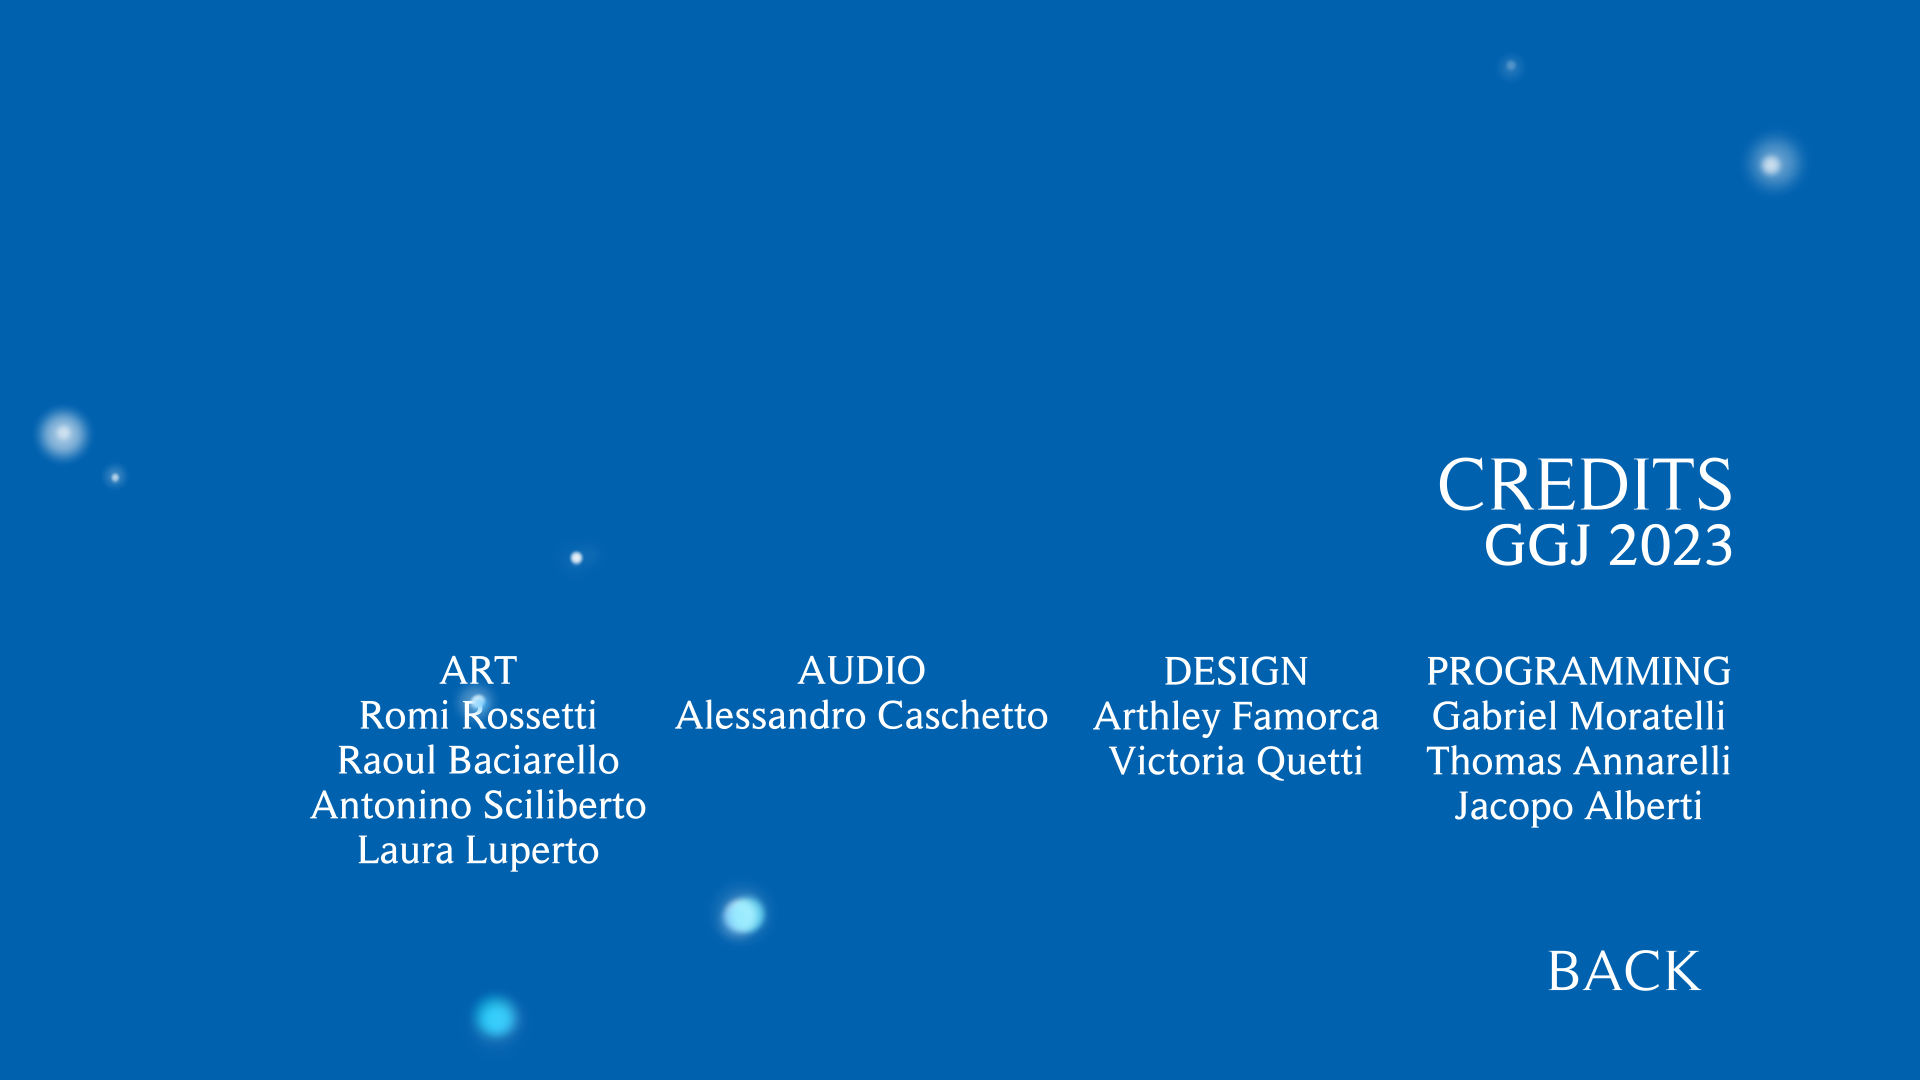 CREDITS
GGJ 2023
ART
Romi Rossetti
Raoul Baciarello
Antonino Sciliberto
Laura Luperto
AUDIO
Alessandro Caschetto
DESIGN
Arthley Famorca
Victoria Quetti
PROGRAMMING
Gabriel Moratelli
Thomas Annarelli
Jacopo Alberti
BACK